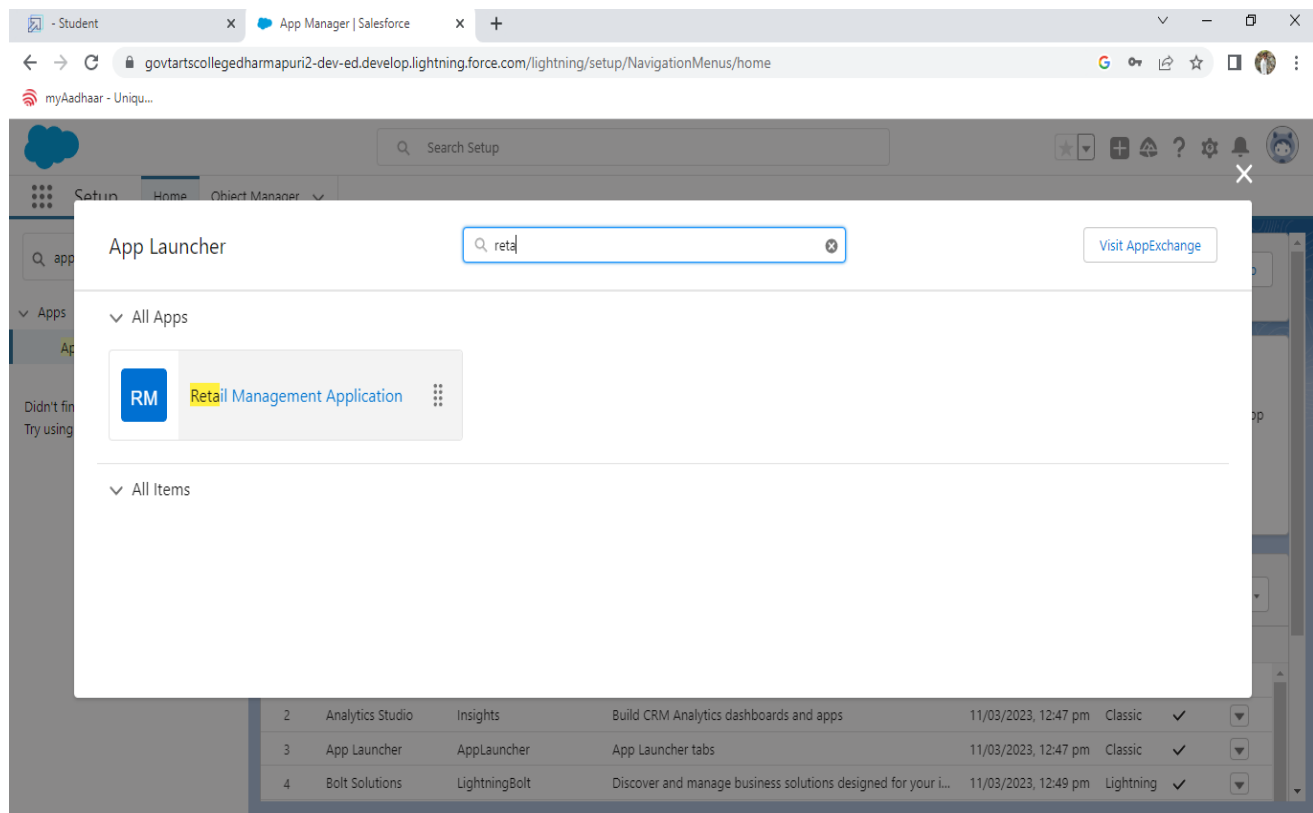 - Student
App Manager | Salesforce
govtartscollegedharmapuri2-dev-ed.develop.lightning.force.com/lightning/setup/NavigationMenus/home
myAadhaar - Uniqu...
Search Setup
Setup Home Object Manager
App Launcher reta Visit AppExchange
app
Apps
All Apps
Ap
RM Retail Management Application
Didn't fin
Try using
All Items
2 Analytics Studio Insights Build CRM Analytics dashboards and apps 11/03/2023, 12:47 pm Classic
3 App Launcher AppLauncher App Launcher tabs 11/03/2023, 12:47 pm Classic
4 Bolt Solutions LightningBolt Discover and manage business solutions designed for your i... 11/03/2023, 12:49 pm Lightning